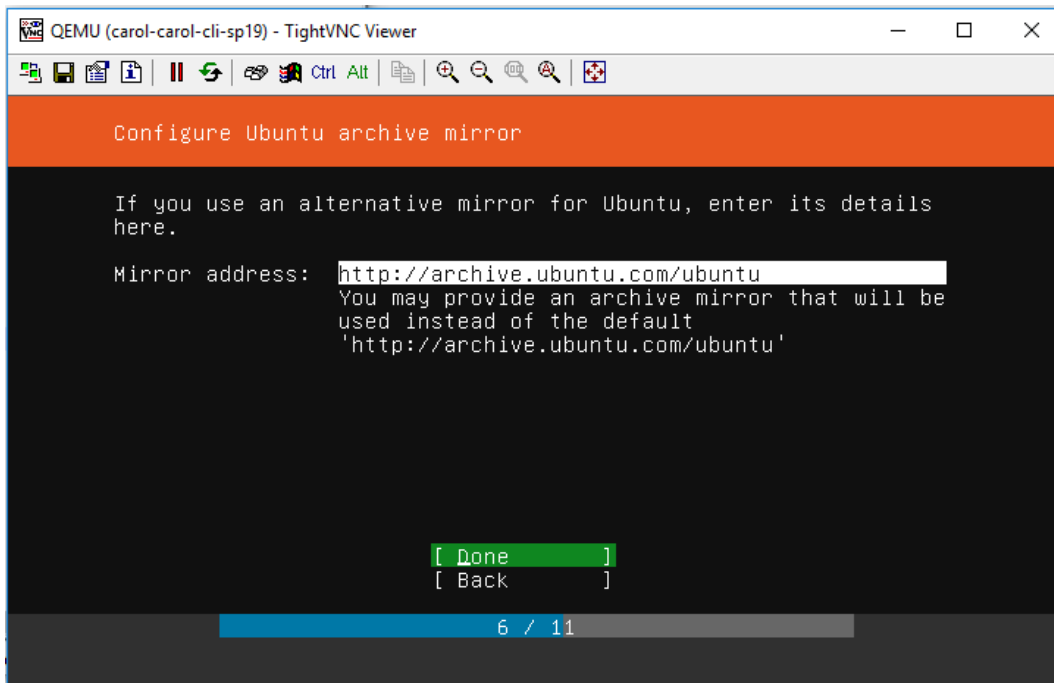 QEMU (carol-carol-cli-sp19) - TightVNC Viewer
Ctrl Alt
Configure Ubuntu archive mirror
If you use an alternative mirror for Ubuntu, enter its details
here.
Mirror address: http://archive.ubuntu.com/ubuntu
You may provide an archive mirror that will be
used instead of the default
'http://archive.ubuntu.com/ubuntu'
[ Done ]
[ Back ]
6 / 11